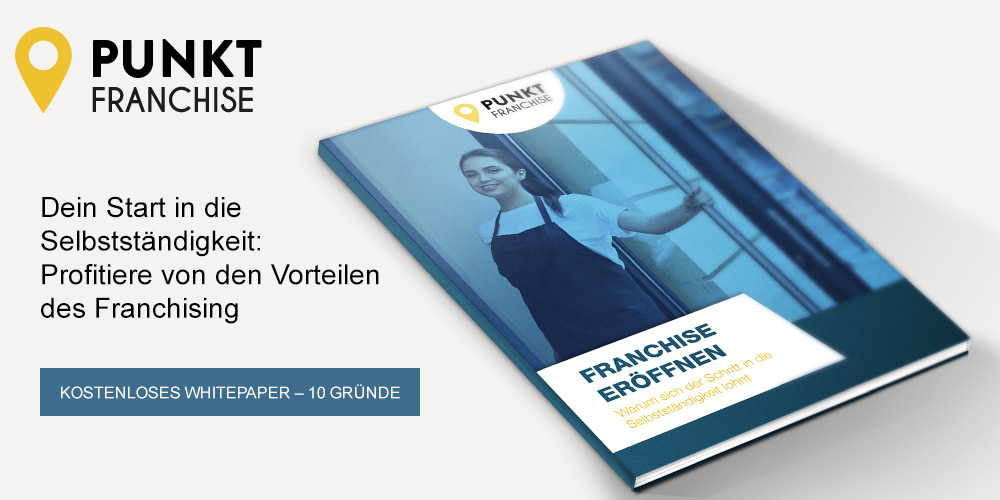 PUNKT
FRANCHISE
Dein Start in die
Selbstständigkeit:
Profitiere von den Vorteilen
des Franchising
KOSTENLOSES WHITEPAPER – 10 GRÜNDE
PUNKT
FRANCHISE
FRANCHISE
ERÖFFNEN
Warum sich der Schritt in die
Selbstständigkeit lohnt